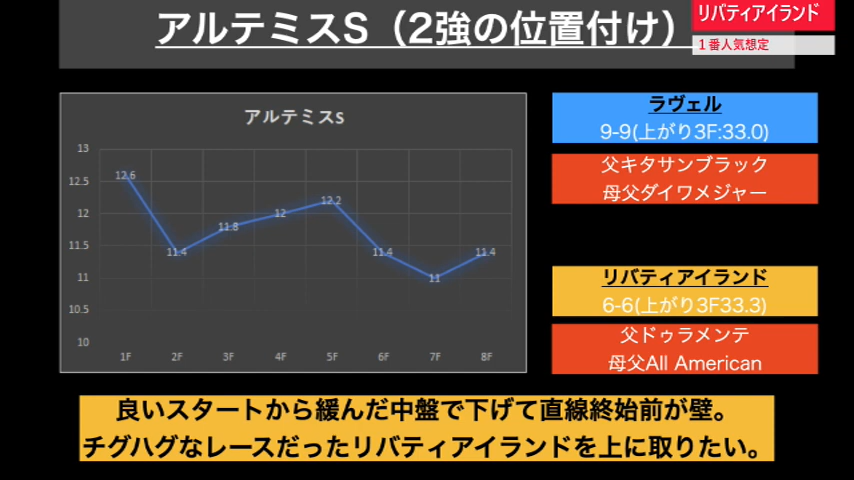 アルテミスS（2強の位置付け）
リバティアイランド
１番人気想定
アルテミスS
13
12.5
12
11.5
11
10.5
10
12.6
11.4
11.8
12
12.2
11.4
11
11.4
1F
2F
3F
4F
5F
6F
7F
8F
ラヴェル
9-9(上がり3F:33.0)
父キタサンブラック
母父ダイワメジャー
リバティアイランド
6-6(上がり3F33.3)
父ドゥラメンテ
母父All American
良いスタートから緩んだ中盤で下げて直線終始前が壁。
チグハグなレースだったリバティアイランドを上に取りたい。